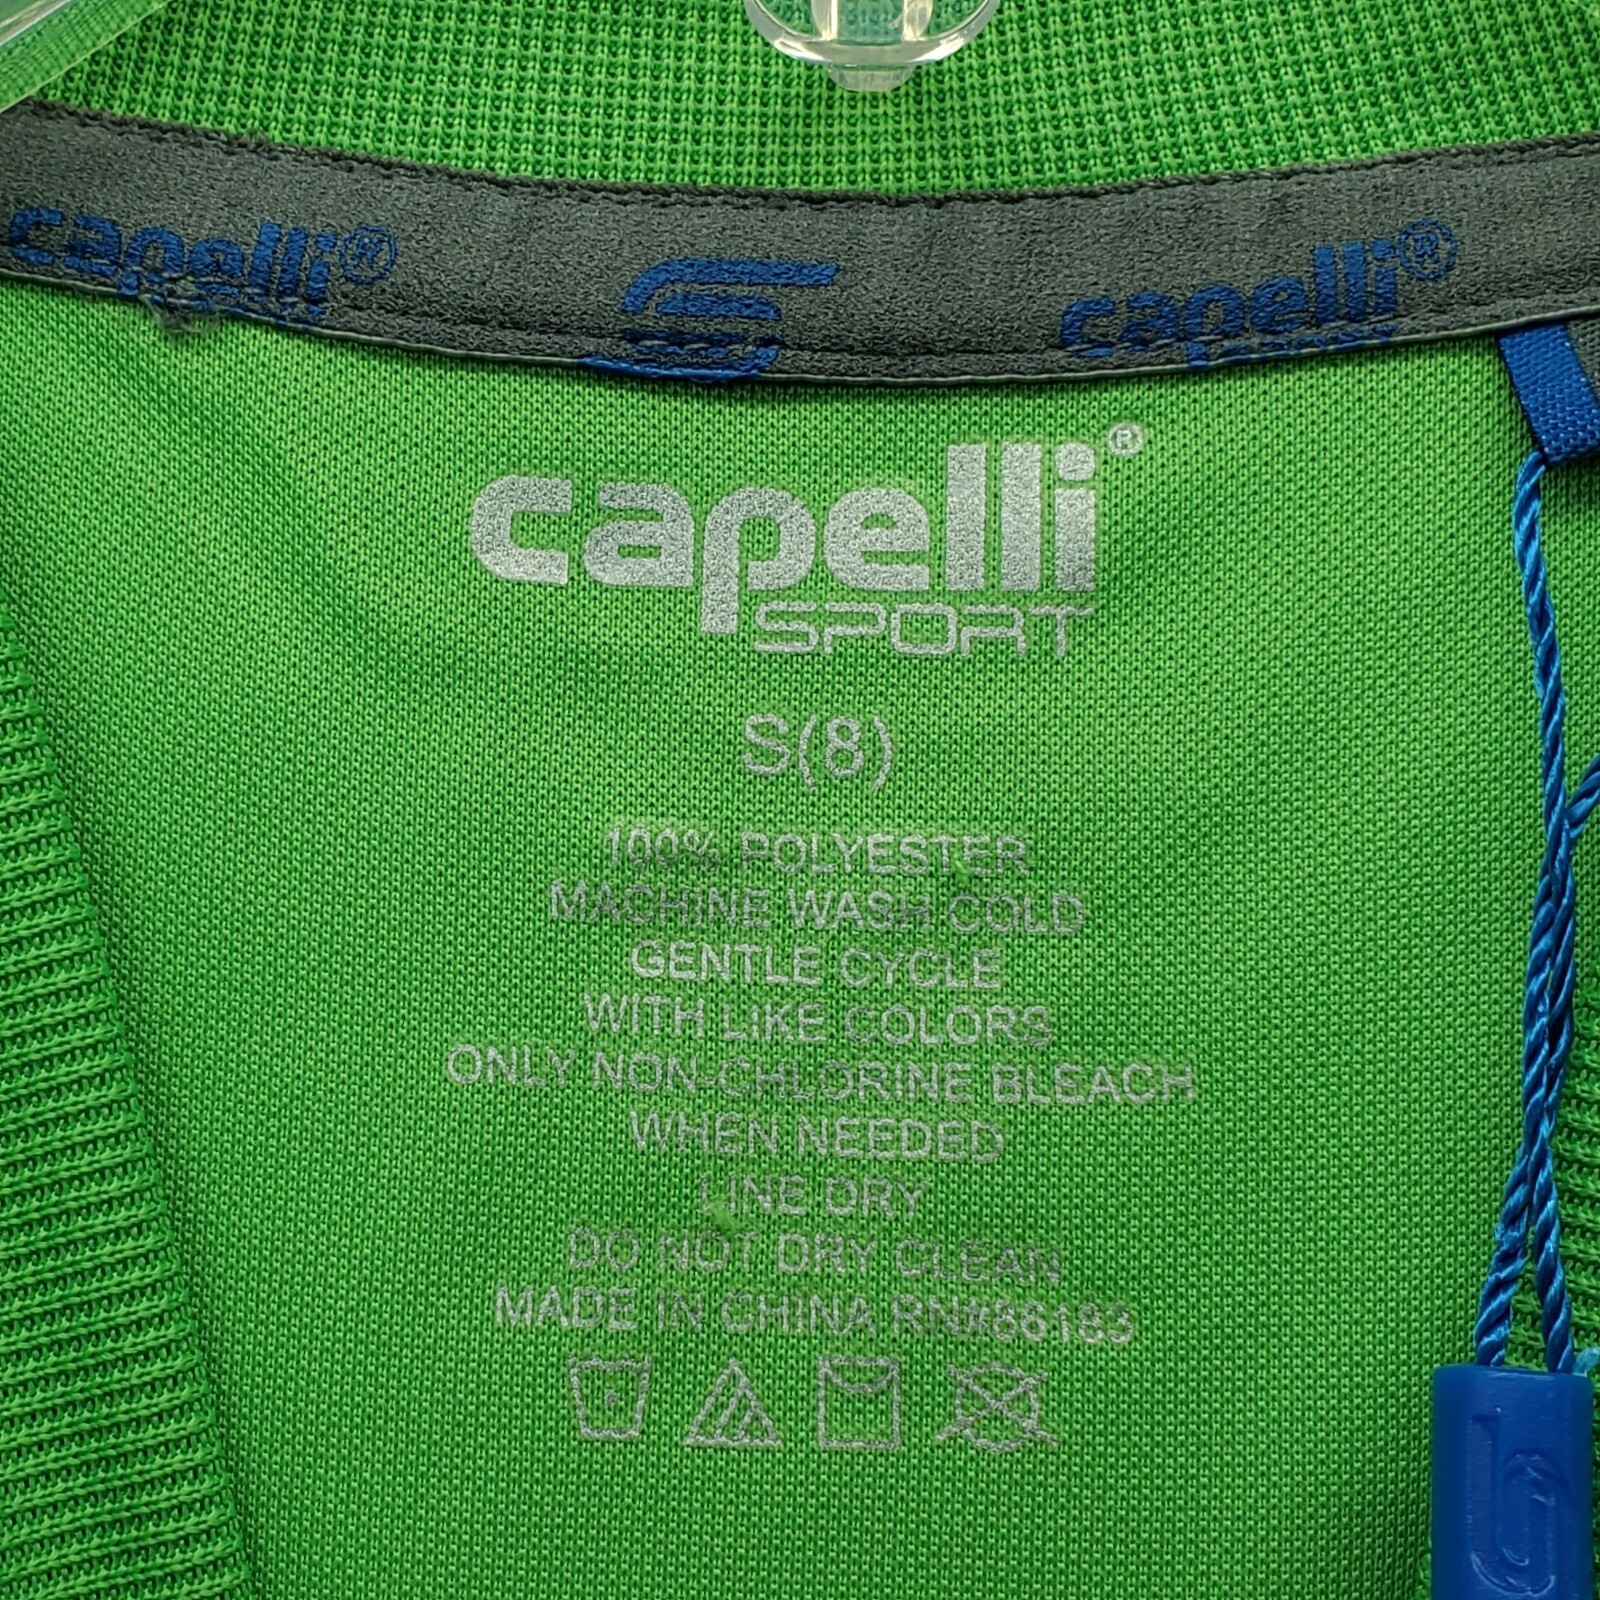 capelli®
capelli®
SPORT
capelli®
SPORT
S(8)
100% POLYESTER
MACHINE WASH COLD
GENTLE CYCLE
WITH LIKE COLORS
ONLY NON-CHLORINE BLEACH
WHEN NEEDED
LINE DRY
DO NOT DRY CLEAN
MADE IN CHINA RN#86183
b